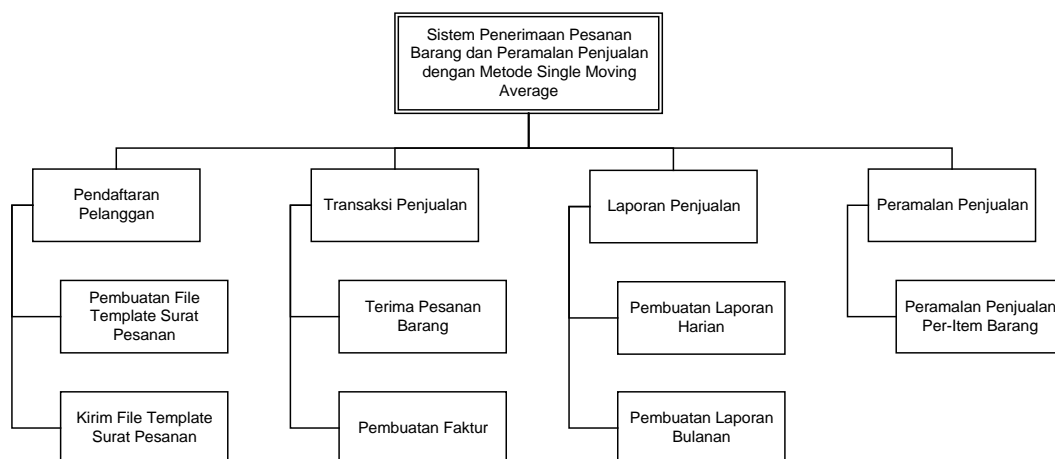 Sistem Penerimaan Pesanan
Barang dan Peramalan Penjualan
dengan Metode Single Moving
Average
Pendaftaran
Pelanggan
Transaksi Penjualan
Laporan Penjualan
Peramalan Penjualan
Pembuatan File
Template Surat
Pesanan
Terima Pesanan
Barang
Pembuatan Laporan
Harian
Peramalan Penjualan
Per-Item Barang
Kirim File Template
Surat Pesanan
Pembuatan Faktur
Pembuatan Laporan
Bulanan